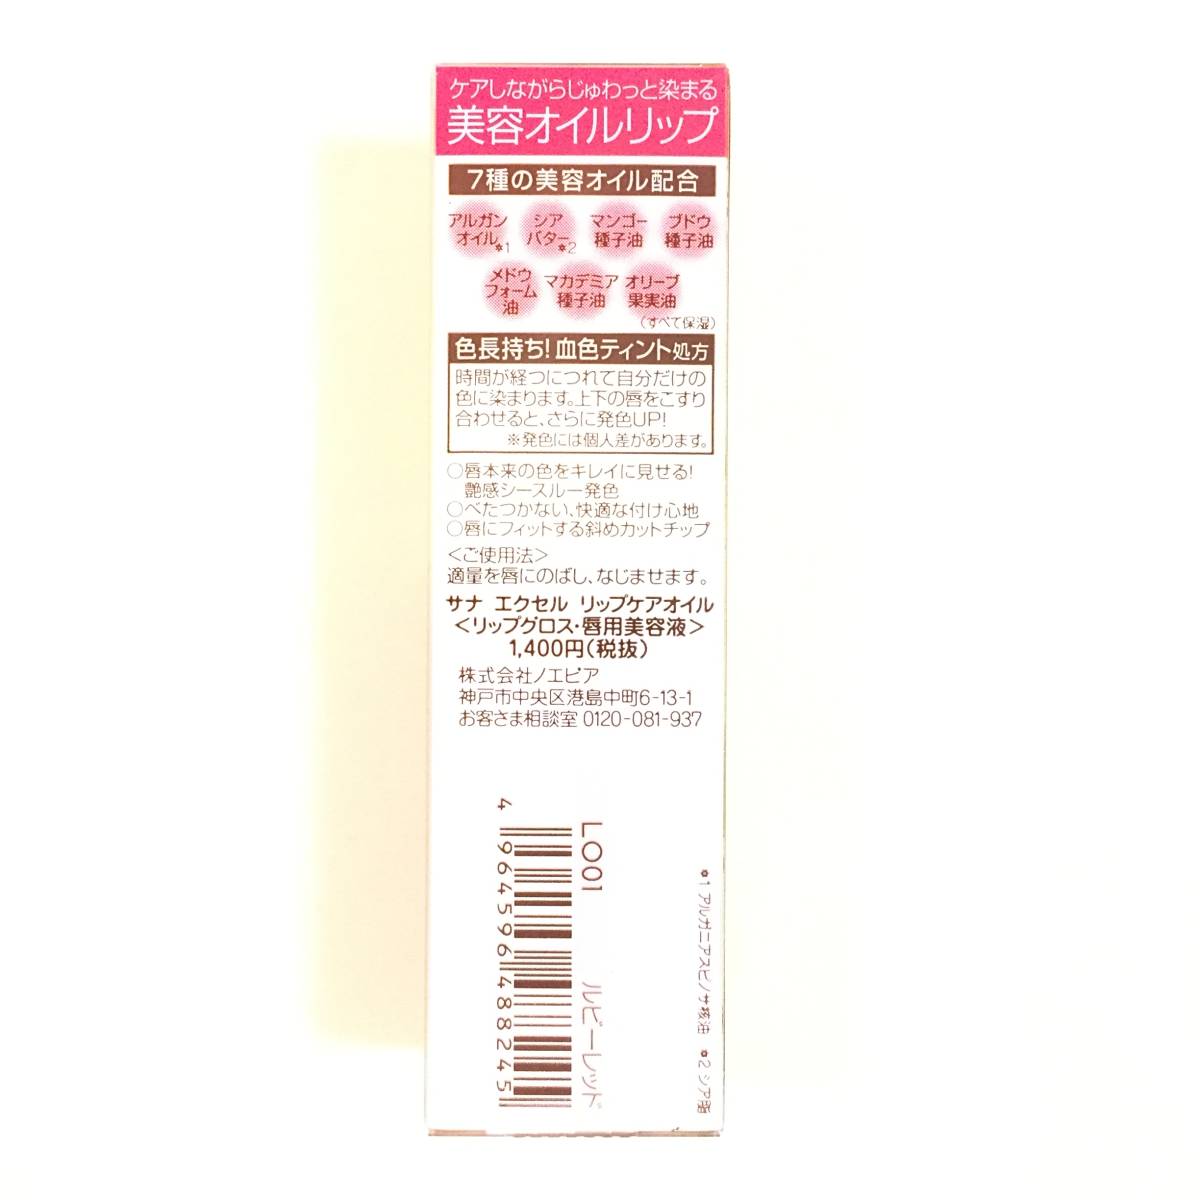 ケアしながらじゅわっと染まる
美容オイルリップ
7種の美容オイル配合
アルガン
オイル*1
シア
バター*2
マンゴー
種子油
ブドウ
種子油
メドウ
フォーム
油
マカデミア
種子油
オリーブ
果実油
(すべて保湿)
色長持ち!血色ティント処方
時間が経つにつれて自分だけの
色に染まります。上下の唇をこすり
合わせると、さらに発色UP!
※発色には個人差があります。
○唇本来の色をキレイに見せる!
艶感シースルー発色
○べたつかない、快適な付け心地
○唇にフィットする斜めカットチップ
<ご使用法>
適量を唇にのばし、なじませます。
サナ エクセル リップケアオイル
<リップグロス・唇用美容液>
1,400円(税抜)
株式会社ノエビア
神戸市中央区港島中町6-13-1
お客さま相談室 0120-081-937
LO01 ルビーレッド
4 964596 488245
*1 アルガニアスピノサ核油 *2 シア脂